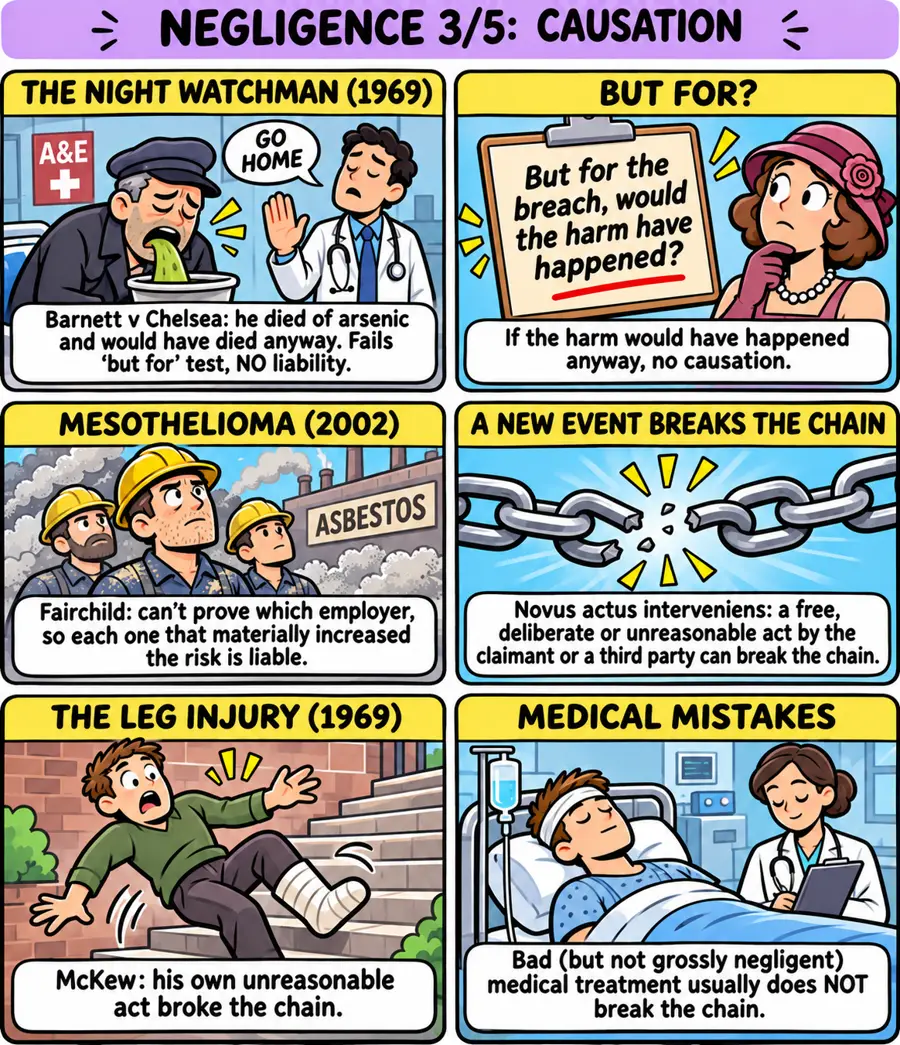 NEGLIGENCE 3/5: CAUSATION
THE NIGHT WATCHMAN (1969)
A&E
GO
HOME
Barnett v Chelsea: he died of arsenic
and would have died anyway. Fails
‘but for’ test, NO liability.
BUT FOR?
But for the
breach, would
the harm have
happened?
If the harm would have happened
anyway, no causation.
MESOTHELIOMA (2002)
ASBESTOS
Fairchild: can’t prove which employer,
so each one that materially increased
the risk is liable.
A NEW EVENT BREAKS THE CHAIN
Novus actus interveniens: a free,
deliberate or unreasonable act by the
claimant or a third party can break the chain.
THE LEG INJURY (1969)
McKew: his own unreasonable
act broke the chain.
MEDICAL MISTAKES
Bad (but not grossly negligent)
medical treatment usually does NOT
break the chain.